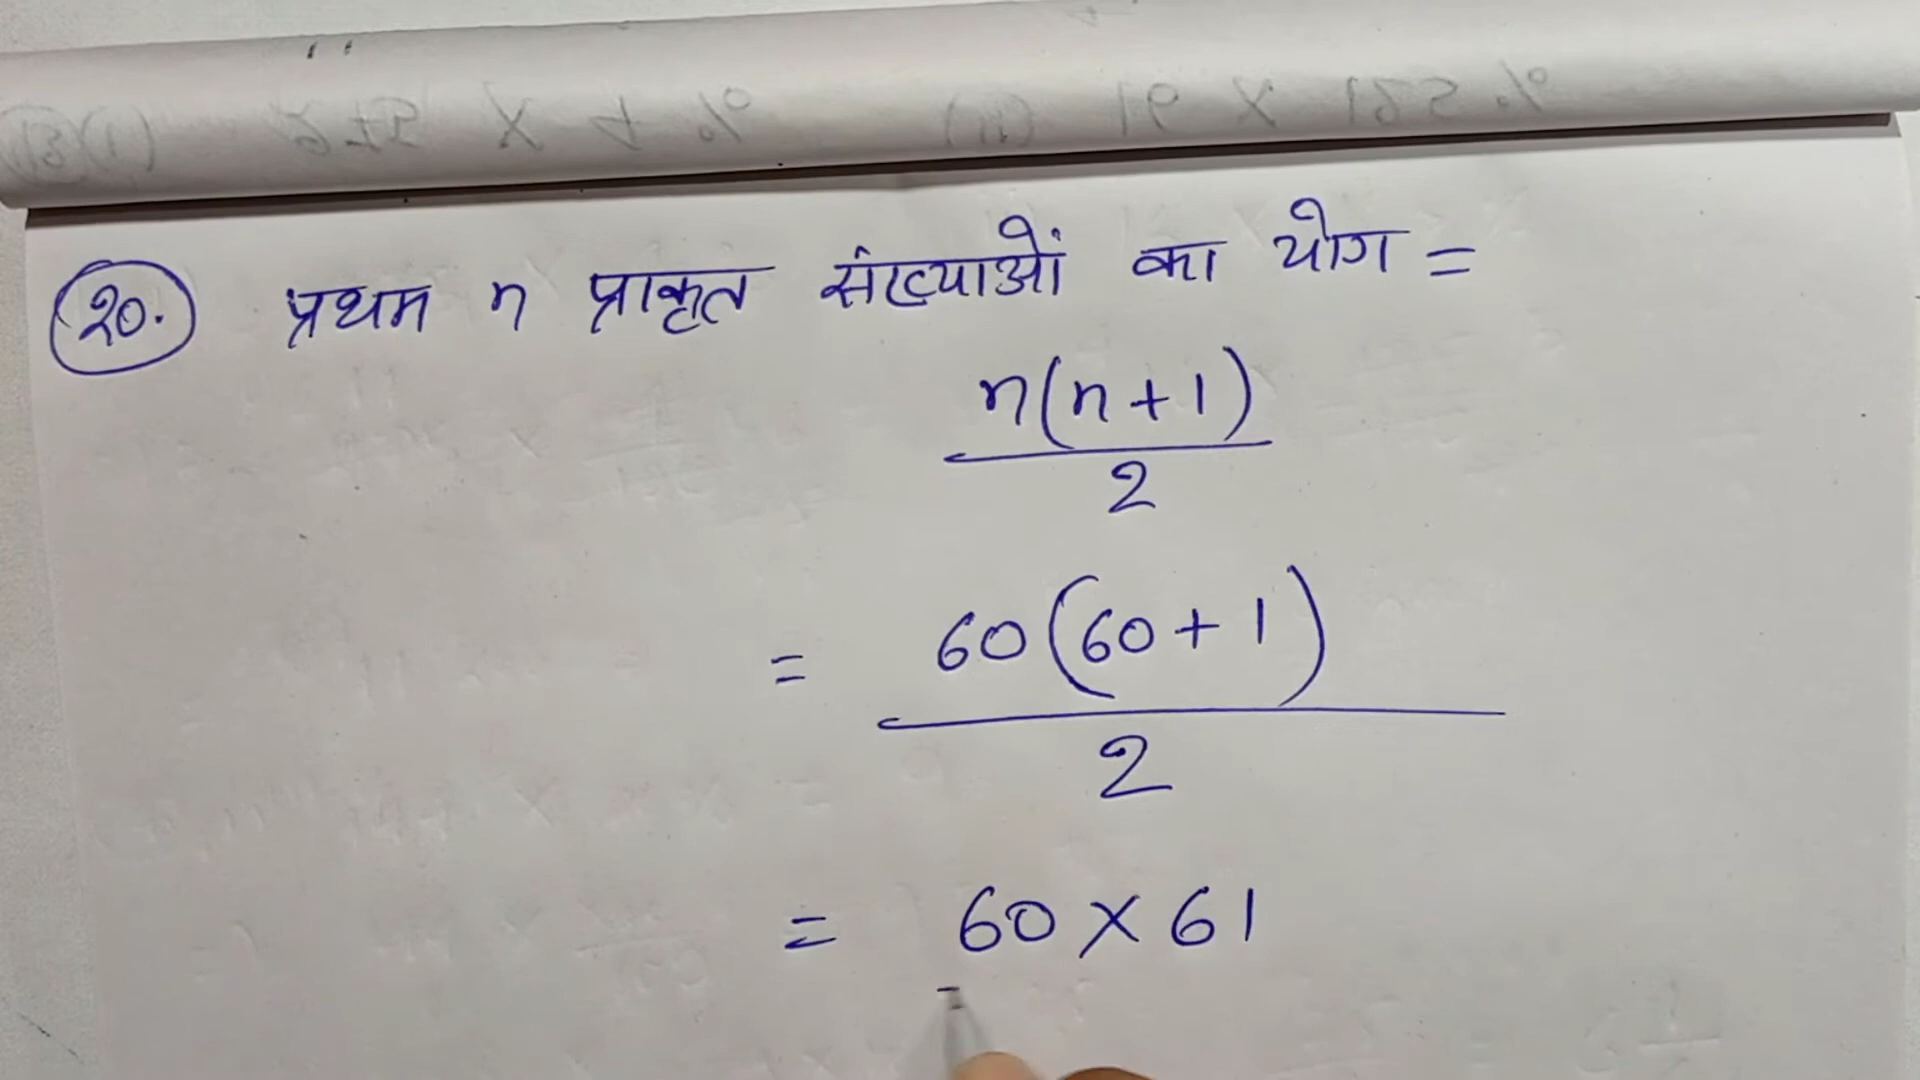 20. प्रथम n प्राकृत संख्याओं का योग =
n(n+1)
2
= 60(60+1)
2
= 60 × 61